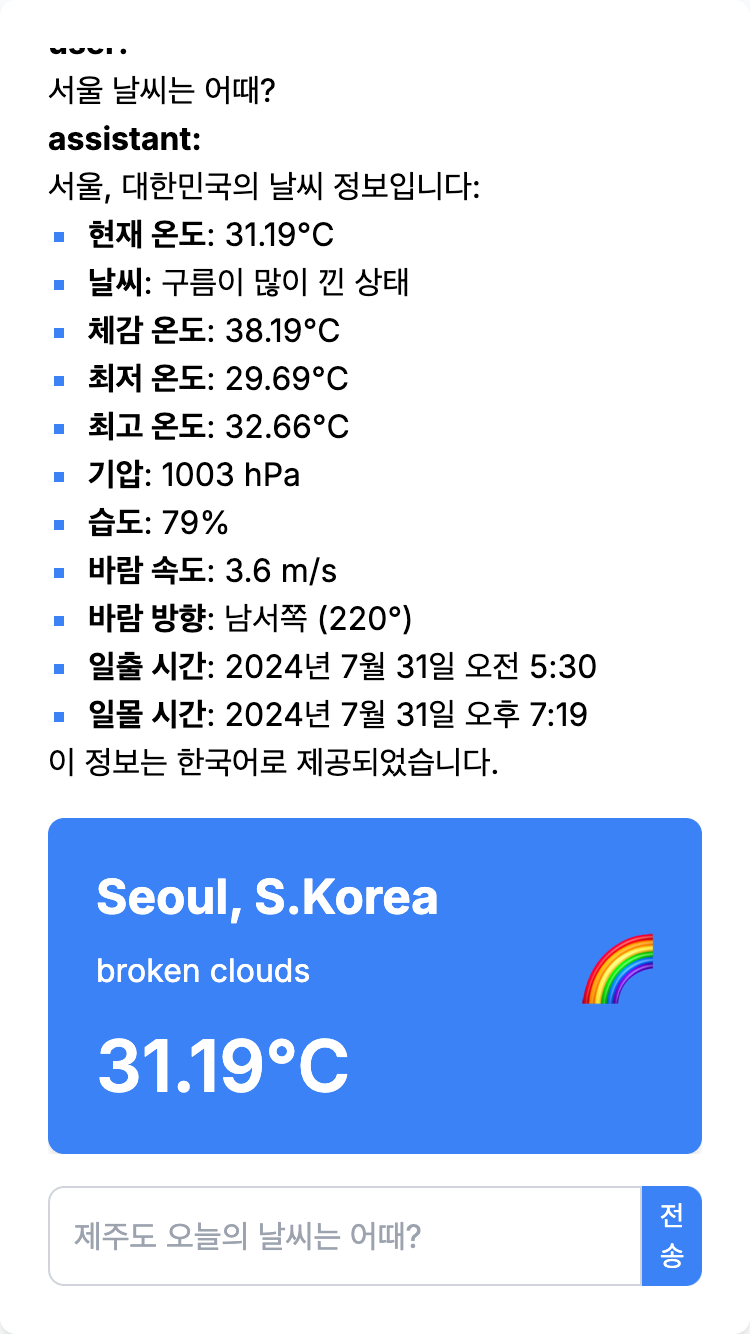 user:
서울 날씨는 어때?
assistant:
서울, 대한민국의 날씨 정보입니다:
현재 온도: 31.19°C
날씨: 구름이 많이 낀 상태
체감 온도: 38.19°C
최저 온도: 29.69°C
최고 온도: 32.66°C
기압: 1003 hPa
습도: 79%
바람 속도: 3.6 m/s
바람 방향: 남서쪽 (220°)
일출 시간: 2024년 7월 31일 오전 5:30
일몰 시간: 2024년 7월 31일 오후 7:19
이 정보는 한국어로 제공되었습니다.
Seoul, S.Korea
broken clouds
31.19°C
제주도 오늘의 날씨는 어때?
전
송